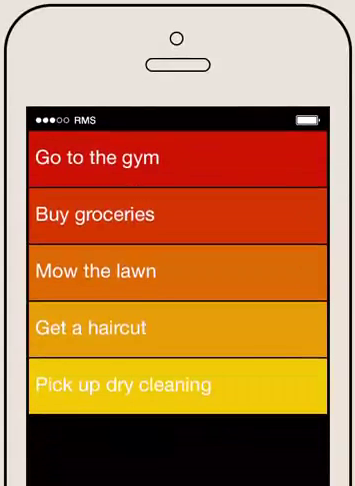 RMS
Go to the gym
Buy groceries
Mow the lawn
Get a haircut
Pick up dry cleaning